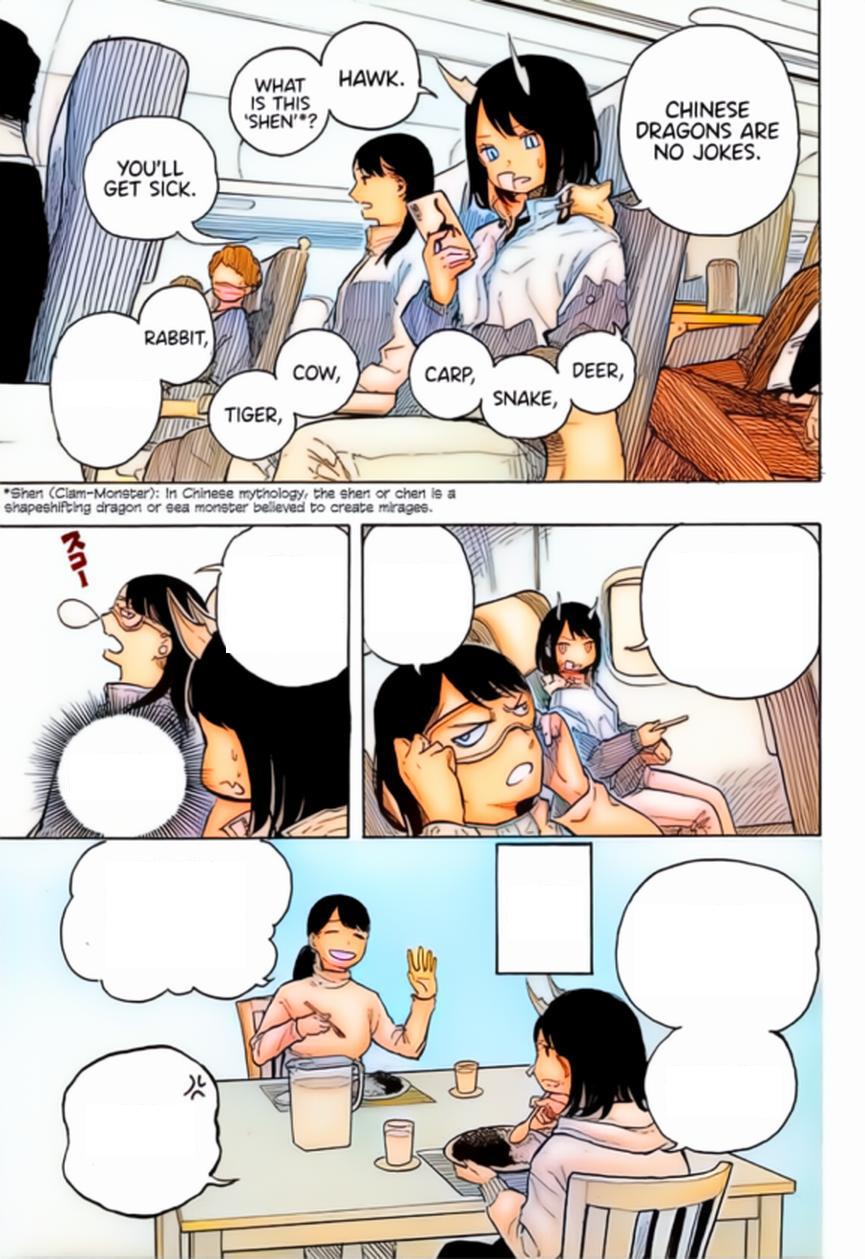 CHINESE
DRAGONS ARE
NO JOKES.
HAWK.
WHAT
IS THIS
'SHEN'*?
YOU'LL
GET SICK.
DEER,
SNAKE,
CARP,
COW,
TIGER,
RABBIT,
*Shen (Clam-Monster): In Chinese mythology, the shen or chen is a
shapeshifting dragon or sea monster believed to create mirages.
スコー